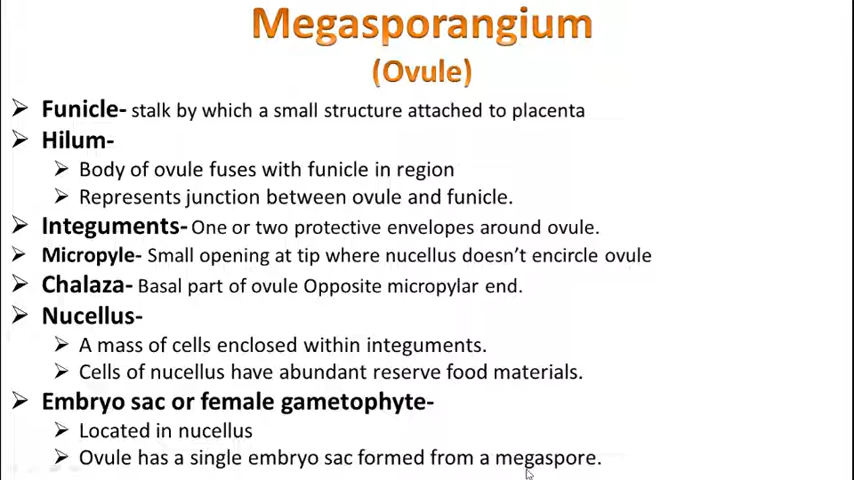 Megasporangium
(Ovule)
➢ Funicle- stalk by which a small structure attached to placenta
➢ Hilum-
➢ Body of ovule fuses with funicle in region
➢ Represents junction between ovule and funicle.
➢ Integuments- One or two protective envelopes around ovule.
➢ Micropyle- Small opening at tip where nucellus doesn't encircle ovule
➢ Chalaza- Basal part of ovule Opposite micropylar end.
➢ Nucellus-
➢ A mass of cells enclosed within integuments.
➢ Cells of nucellus have abundant reserve food materials.
➢ Embryo sac or female gametophyte-
➢ Located in nucellus
➢ Ovule has a single embryo sac formed from a megaspore.